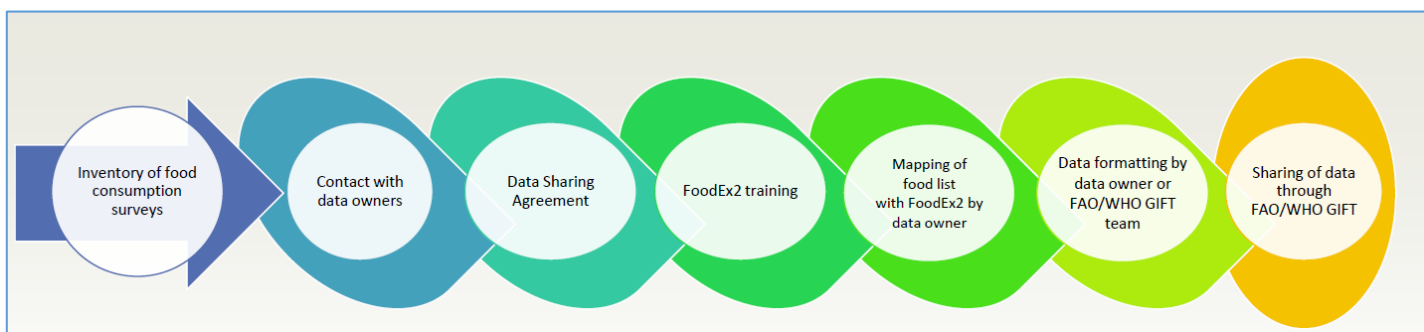 Inventory of food
consumption
surveys
Contact with
data owners
Data Sharing
Agreement
FoodEx2 training
Mapping of
food list
with FoodEx2 by
data owner
Data formatting by
data owner or
FAO/WHO GIFT
team
Sharing of data
through
FAO/WHO GIFT